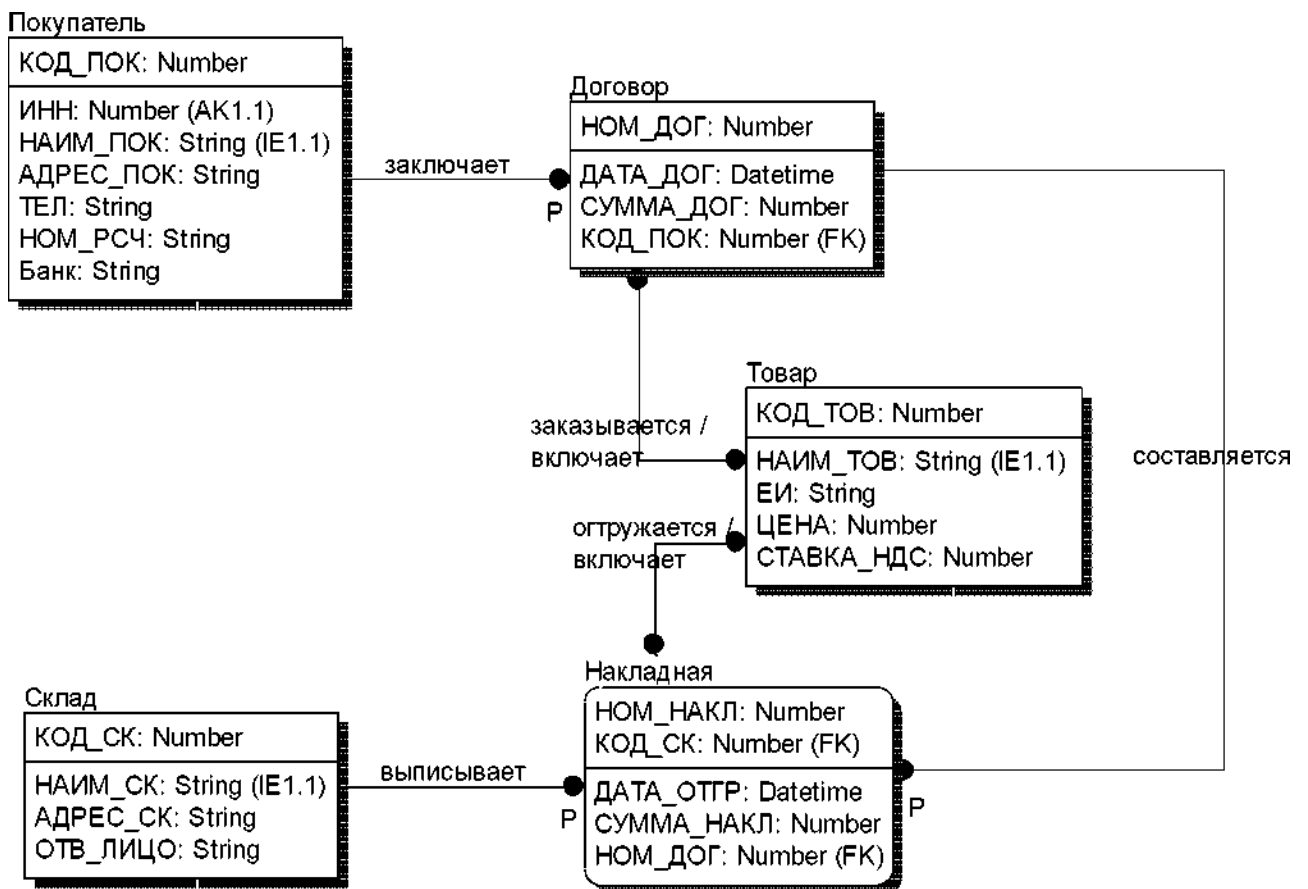 Покупатель
КОД_ПОК: Number
ИНН: Number (AK1.1)
НАИМ_ПОК: String (IE1.1)
АДРЕС_ПОК: String
ТЕЛ: String
НОМ_РСЧ: String
Банк: String
заключает
P
Договор
НОМ_ДОГ: Number
ДАТА_ДОГ: Datetime
СУММА_ДОГ: Number
КОД_ПОК: Number (FK)
заказывается /
включает
Товар
КОД_ТОВ: Number
НАИМ_ТОВ: String (IE1.1)
ЕИ: String
ЦЕНА: Number
СТАВКА_НДС: Number
составляется
огтружается /
включает
Склад
КОД_СК: Number
НАИМ_СК: String (IE1.1)
АДРЕС_СК: String
ОТВ_ЛИЦО: String
выписывает
P
Накладная
НОМ_НАКЛ: Number
КОД_СК: Number (FK)
ДАТА_ОТГР: Datetime
СУММА_НАКЛ: Number
НОМ_ДОГ: Number (FK)
P